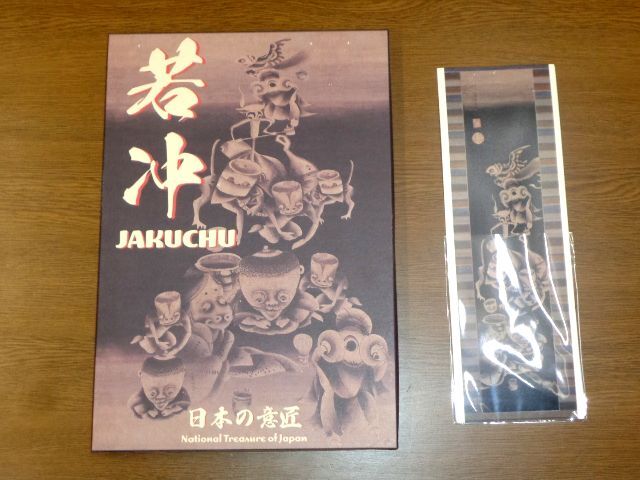 若冲
JAKUCHU
日本の意匠
National Treasure of Japan